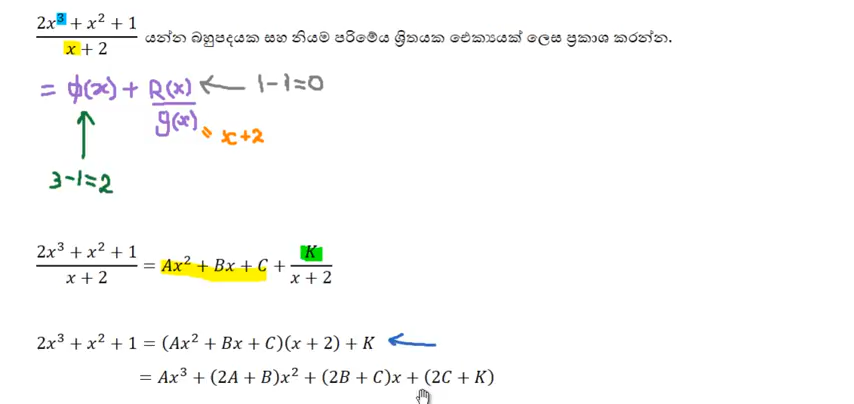 (2x³ + x² + 1)/(x + 2) යන්න බහුපදයක සහ නියම පරිමේය ශ්‍රිතයක ඓක්‍යයක් ලෙස ප්‍රකාශ කරන්න.
= ϕ(x) + R(x)/g(x) ← 1-1=0
= x+2
3-1=2
(2x³ + x² + 1)/(x + 2) = Ax² + Bx + C + K/(x + 2)
2x³ + x² + 1 = (Ax² + Bx + C)(x + 2) + K ←
= Ax³ + (2A + B)x² + (2B + C)x + (2C + K)